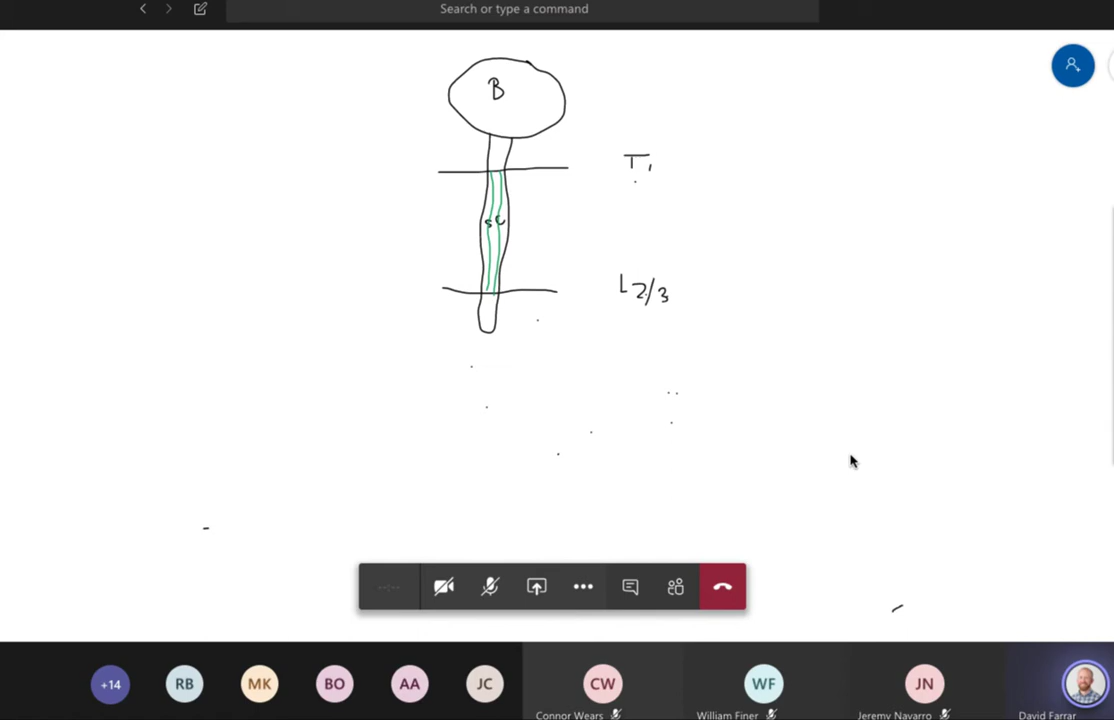 Search or type a command
B
T1
SC
L2/3
--:--
+14
RB
MK
BO
AA
JC
CW
WF
JN
Connor Wears
William Finer
Jeremy Navarro
David Farrar